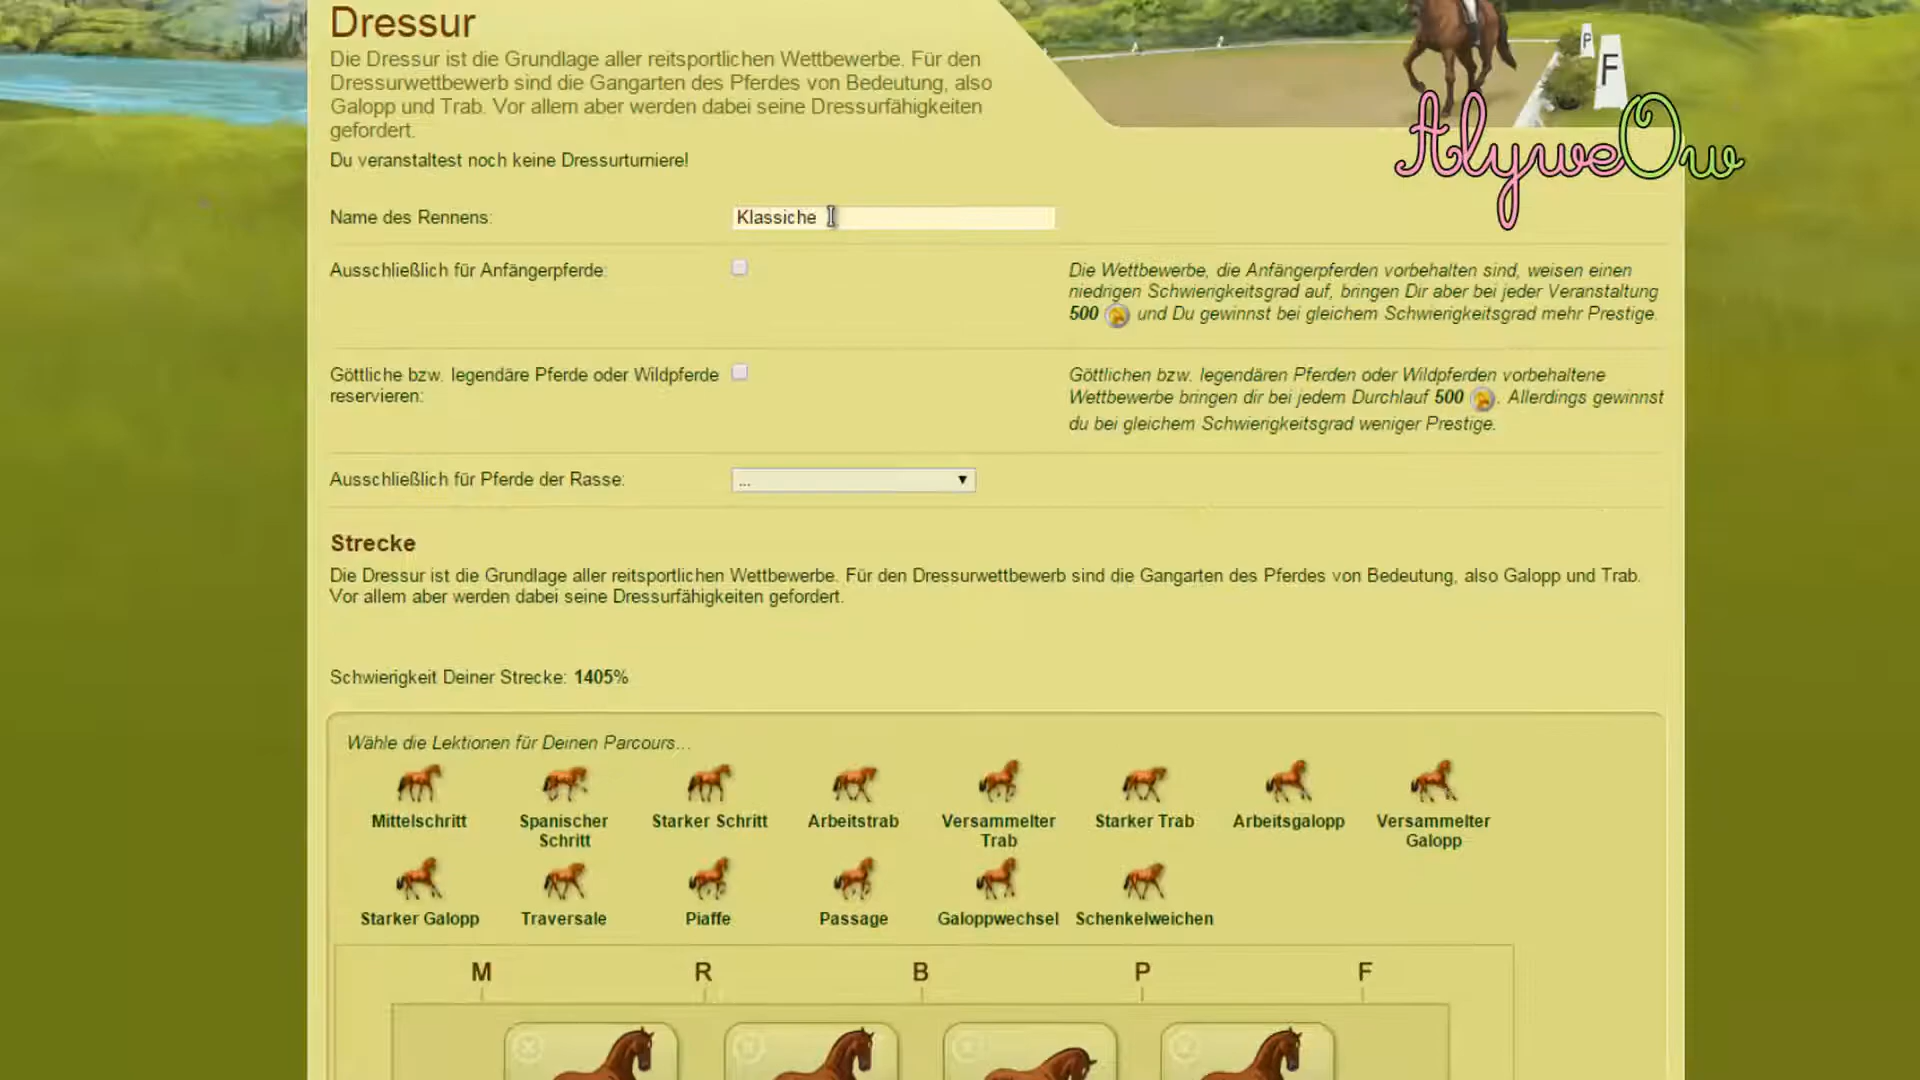 Dressur
Die Dressur ist die Grundlage aller reitsportlichen Wettbewerbe. Für den
Dressurwettbewerb sind die Gangarten des Pferdes von Bedeutung, also
Galopp und Trab. Vor allem aber werden dabei seine Dressurfähigkeiten
gefordert.
Du veranstaltest noch keine Dressurturniere!
P
F
AlyweOw
Name des Rennens:
Klassiche
Ausschließlich für Anfängerpferde:
Die Wettbewerbe, die Anfängerpferden vorbehalten sind, weisen einen
niedrigen Schwierigkeitsgrad auf, bringen Dir aber bei jeder Veranstaltung
500 und Du gewinnst bei gleichem Schwierigkeitsgrad mehr Prestige.
Göttliche bzw. legendäre Pferde oder Wildpferde
reservieren:
Göttlichen bzw. legendären Pferden oder Wildpferden vorbehaltene
Wettbewerbe bringen dir bei jedem Durchlauf 500 . Allerdings gewinnst
du bei gleichem Schwierigkeitsgrad weniger Prestige.
Ausschließlich für Pferde der Rasse:
...
Strecke
Die Dressur ist die Grundlage aller reitsportlichen Wettbewerbe. Für den Dressurwettbewerb sind die Gangarten des Pferdes von Bedeutung, also Galopp und Trab.
Vor allem aber werden dabei seine Dressurfähigkeiten gefordert.
Schwierigkeit Deiner Strecke: 1405%
Wähle die Lektionen für Deinen Parcours...
Mittelschritt
Spanischer
Schritt
Starker Schritt
Arbeitstrab
Versammelter
Trab
Starker Trab
Arbeitsgalopp
Versammelter
Galopp
Starker Galopp
Traversale
Piaffe
Passage
Galoppwechsel
Schenkelweichen
M
R
B
P
F